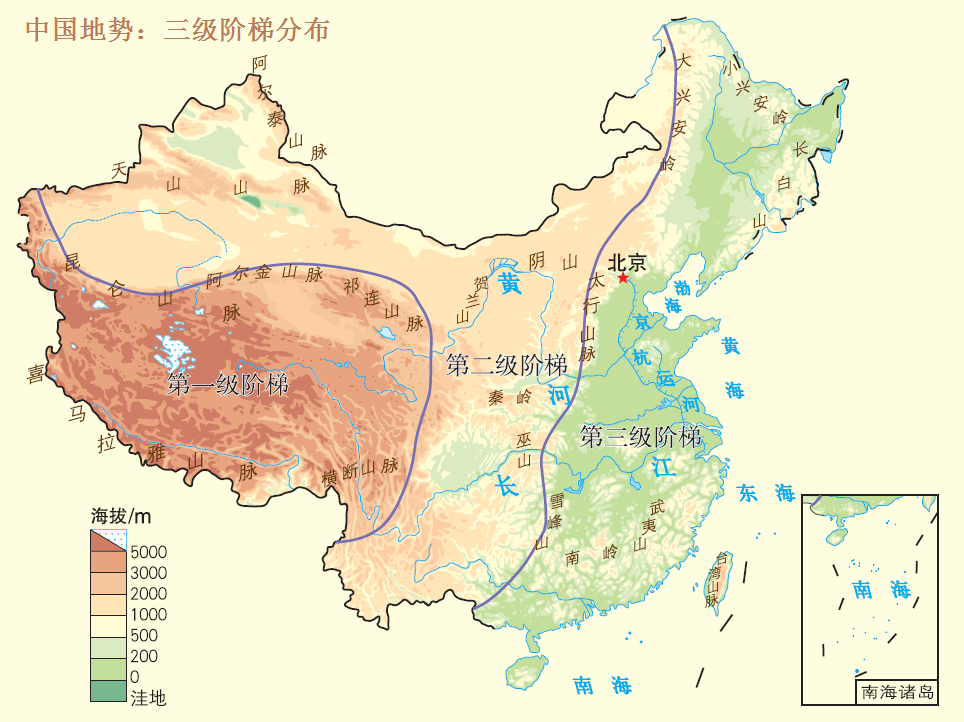 中国地势：三级阶梯分布
阿尔泰山脉
天山山脉
大兴安岭
小兴安岭
长白山
昆仑山脉
阿尔金山脉
祁连山脉
贺兰山
阴山
太行山脉
北京
渤海
黄河
京杭运河
黄海
第一级阶梯
第二级阶梯
第三级阶梯
喜马拉雅山脉
横断山脉
秦岭
巫山
长江
雪峰山
武夷山
南岭
东海
台湾山脉
南海
海拔/m
5000
3000
2000
1000
500
200
0
洼地
南海
南海诸岛